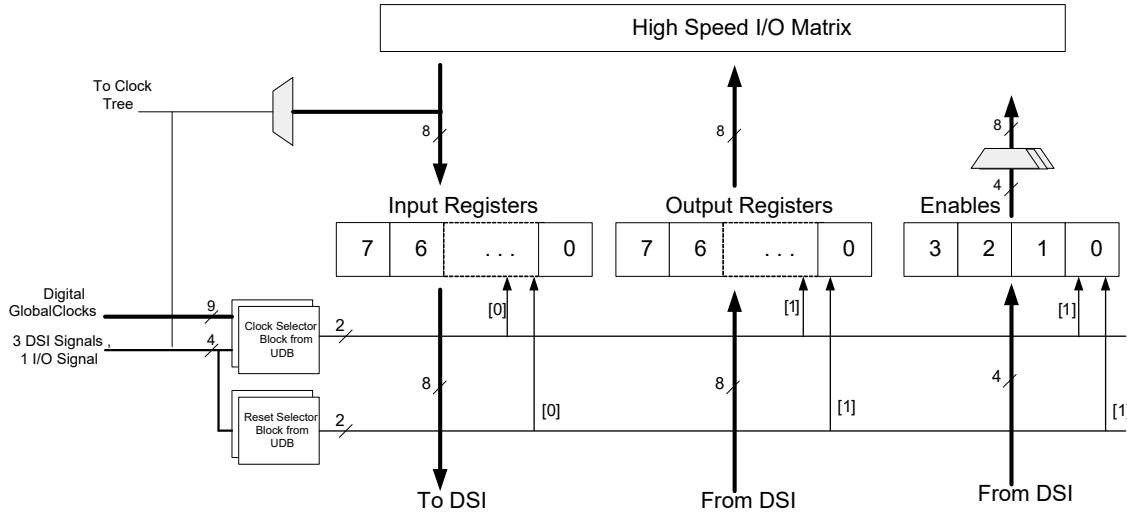 High Speed I/O Matrix
To Clock
Tree
8
8
8
4
Input Registers
Output Registers
Enables
7 6 . . . 0
7 6 . . . 0
3 2 1 0
[0]
[1]
[1]
Digital
GlobalClocks
9
3 DSI Signals ,
1 I/O Signal
4
Clock Selector
Block from
UDB
2
8
8
4
Reset Selector
Block from
UDB
2
[0]
[1]
[1]
To DSI
From DSI
From DSI